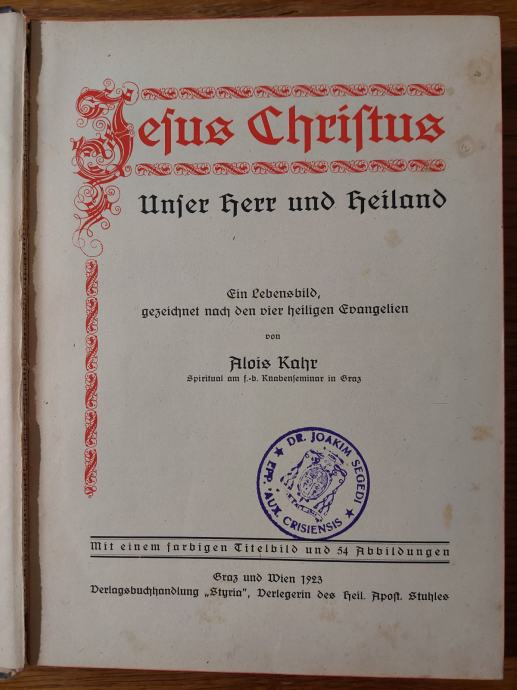 Jesus Christus
Unser Herr und Heiland
Ein Lebensbild,
gezeichnet nach den vier heiligen Evangelien
von
Alois Kahr
Spiritual am f.-b. Knabenseminar in Graz
★ DR. JOAKIM SEGEDI ★
EPP. AUX. CRISIENSIS
Mit einem farbigen Titelbild und 54 Abbildungen
Graz und Wien 1923
Verlagsbuchhandlung „Styria", Verlegerin des Heil. Apost. Stuhles